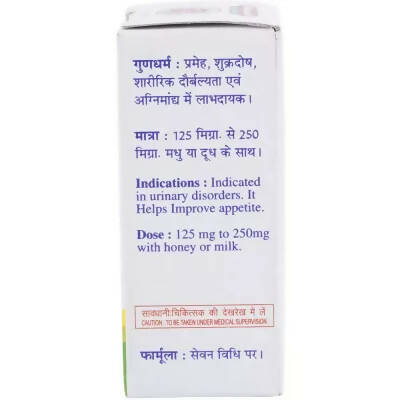 गुणधर्म : प्रमेह, शुक्रदोष,
शारीरिक दौर्बल्यता एवं
अग्निमांद्य में लाभदायक।
मात्रा : 125 मिग्रा. से 250
मिग्रा. मधु या दूध के साथ।
Indications : Indicated
in urinary disorders. It
Helps Improve appetite.
Dose : 125 mg to 250mg
with honey or milk.
सावधानी:चिकित्सक की देखरेख में लें
CAUTION TO BE TAKEN UNDER MEDICAL SUPERVISION
फार्मूला : सेवन विधि पर।